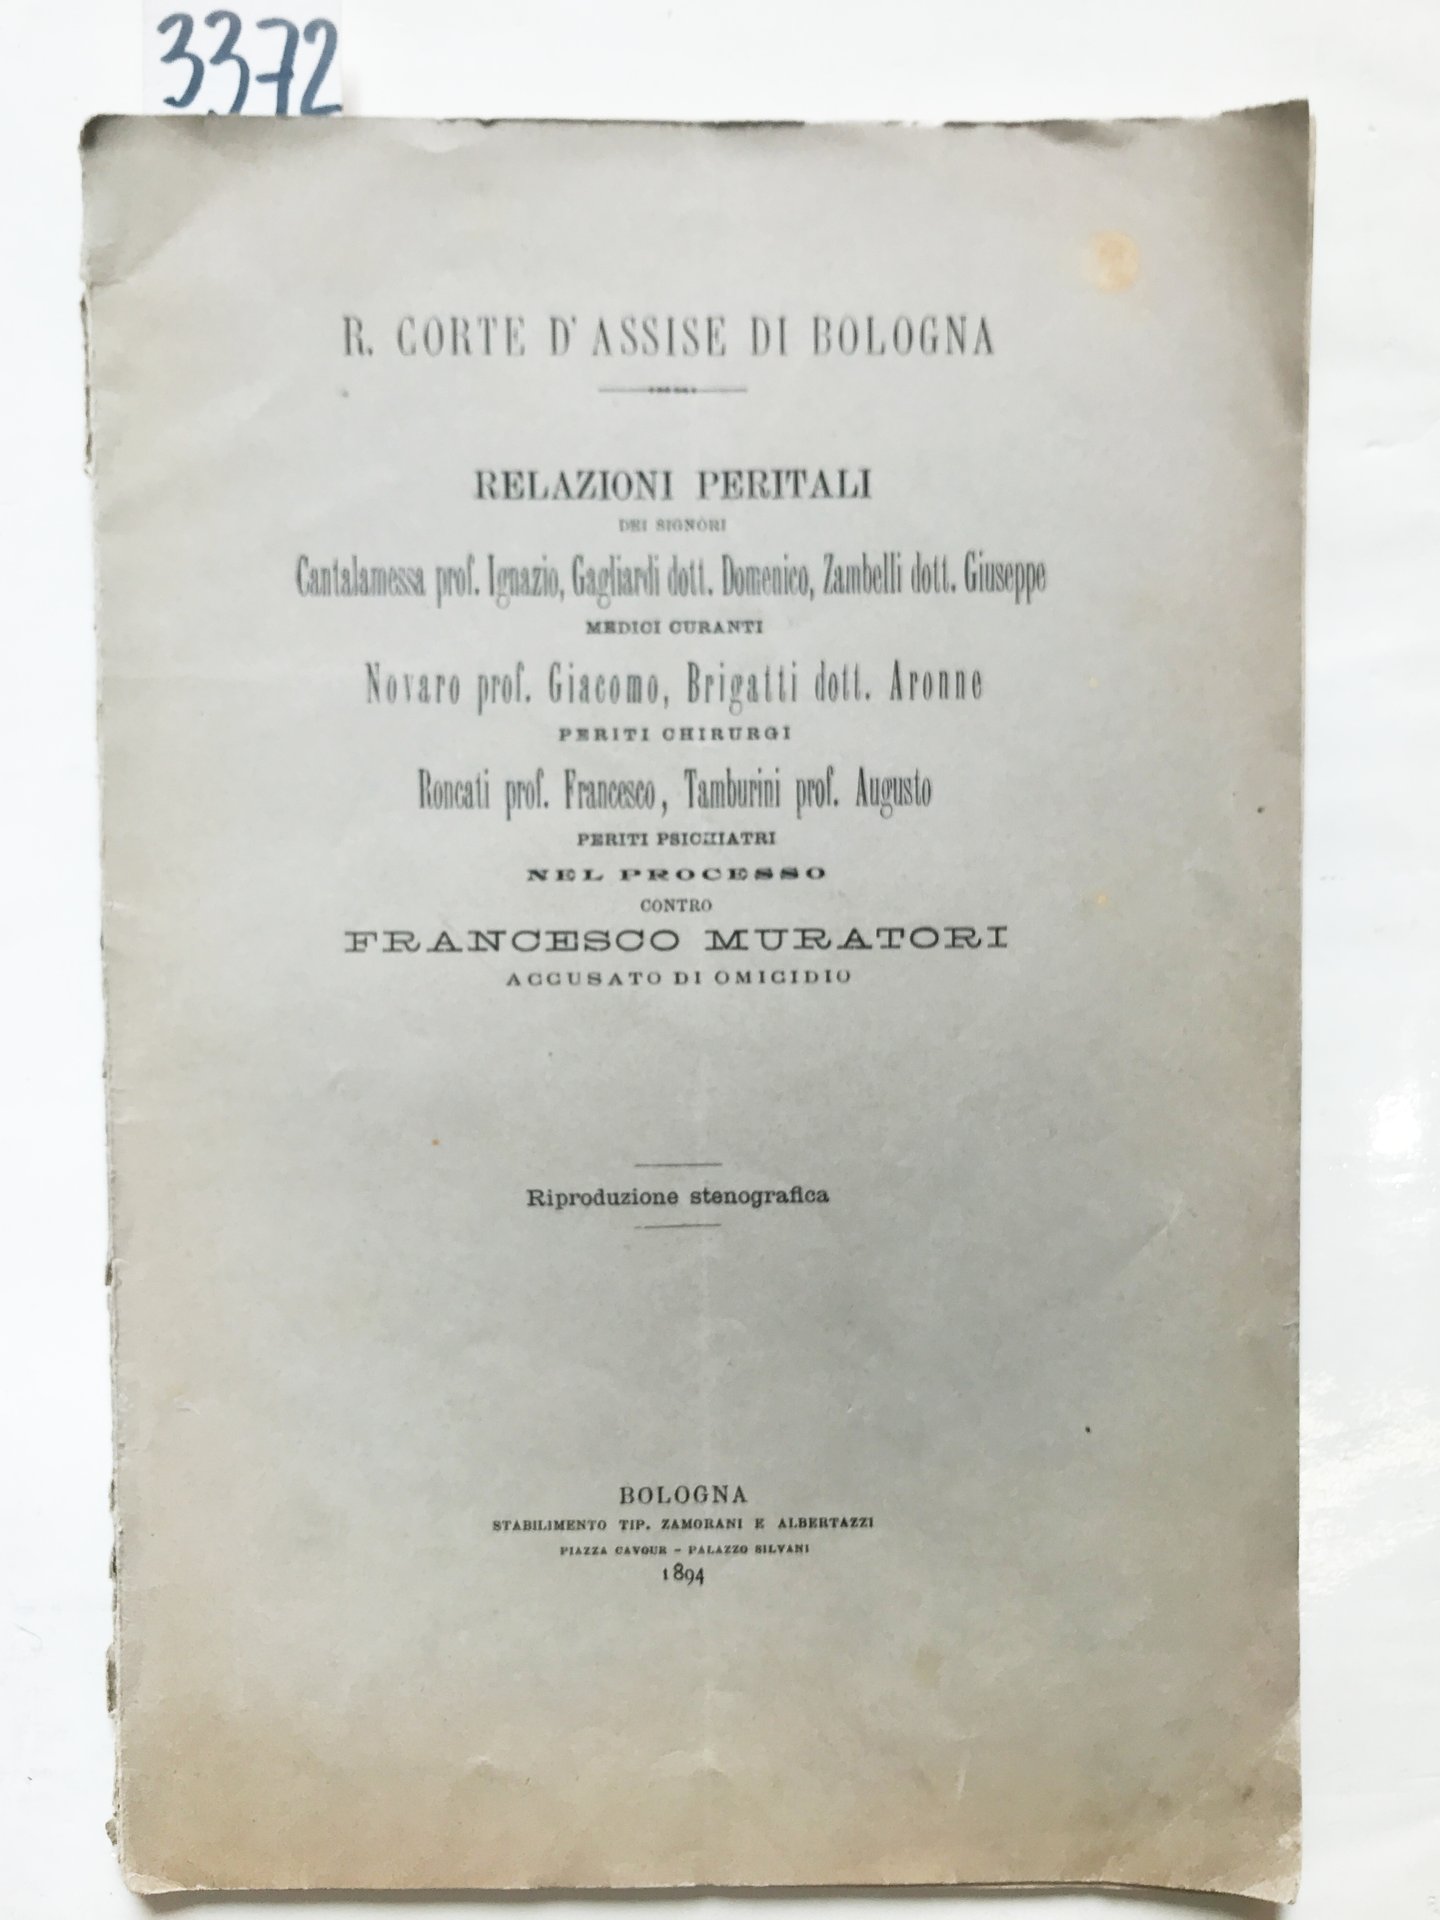 3372
R. CORTE D'ASSISE DI BOLOGNA
RELAZIONI PERITALI
DEI SIGNORI
Cantalamessa prof. Ignazio, Gagliardi dott. Domenico, Zambelli dott. Giuseppe
MEDICI CURANTI
Novaro prof. Giacomo, Brigatti dott. Aronne
PERITI CHIRURGI
Roncati prof. Francesco, Tamburini prof. Augusto
PERITI PSICHIATRI
NEL PROCESSO
CONTRO
FRANCESCO MURATORI
ACCUSATO DI OMICIDIO
Riproduzione stenografica
BOLOGNA
STABILIMENTO TIP. ZAMORANI E ALBERTAZZI
PIAZZA CAVOUR - PALAZZO SILVANI
1894